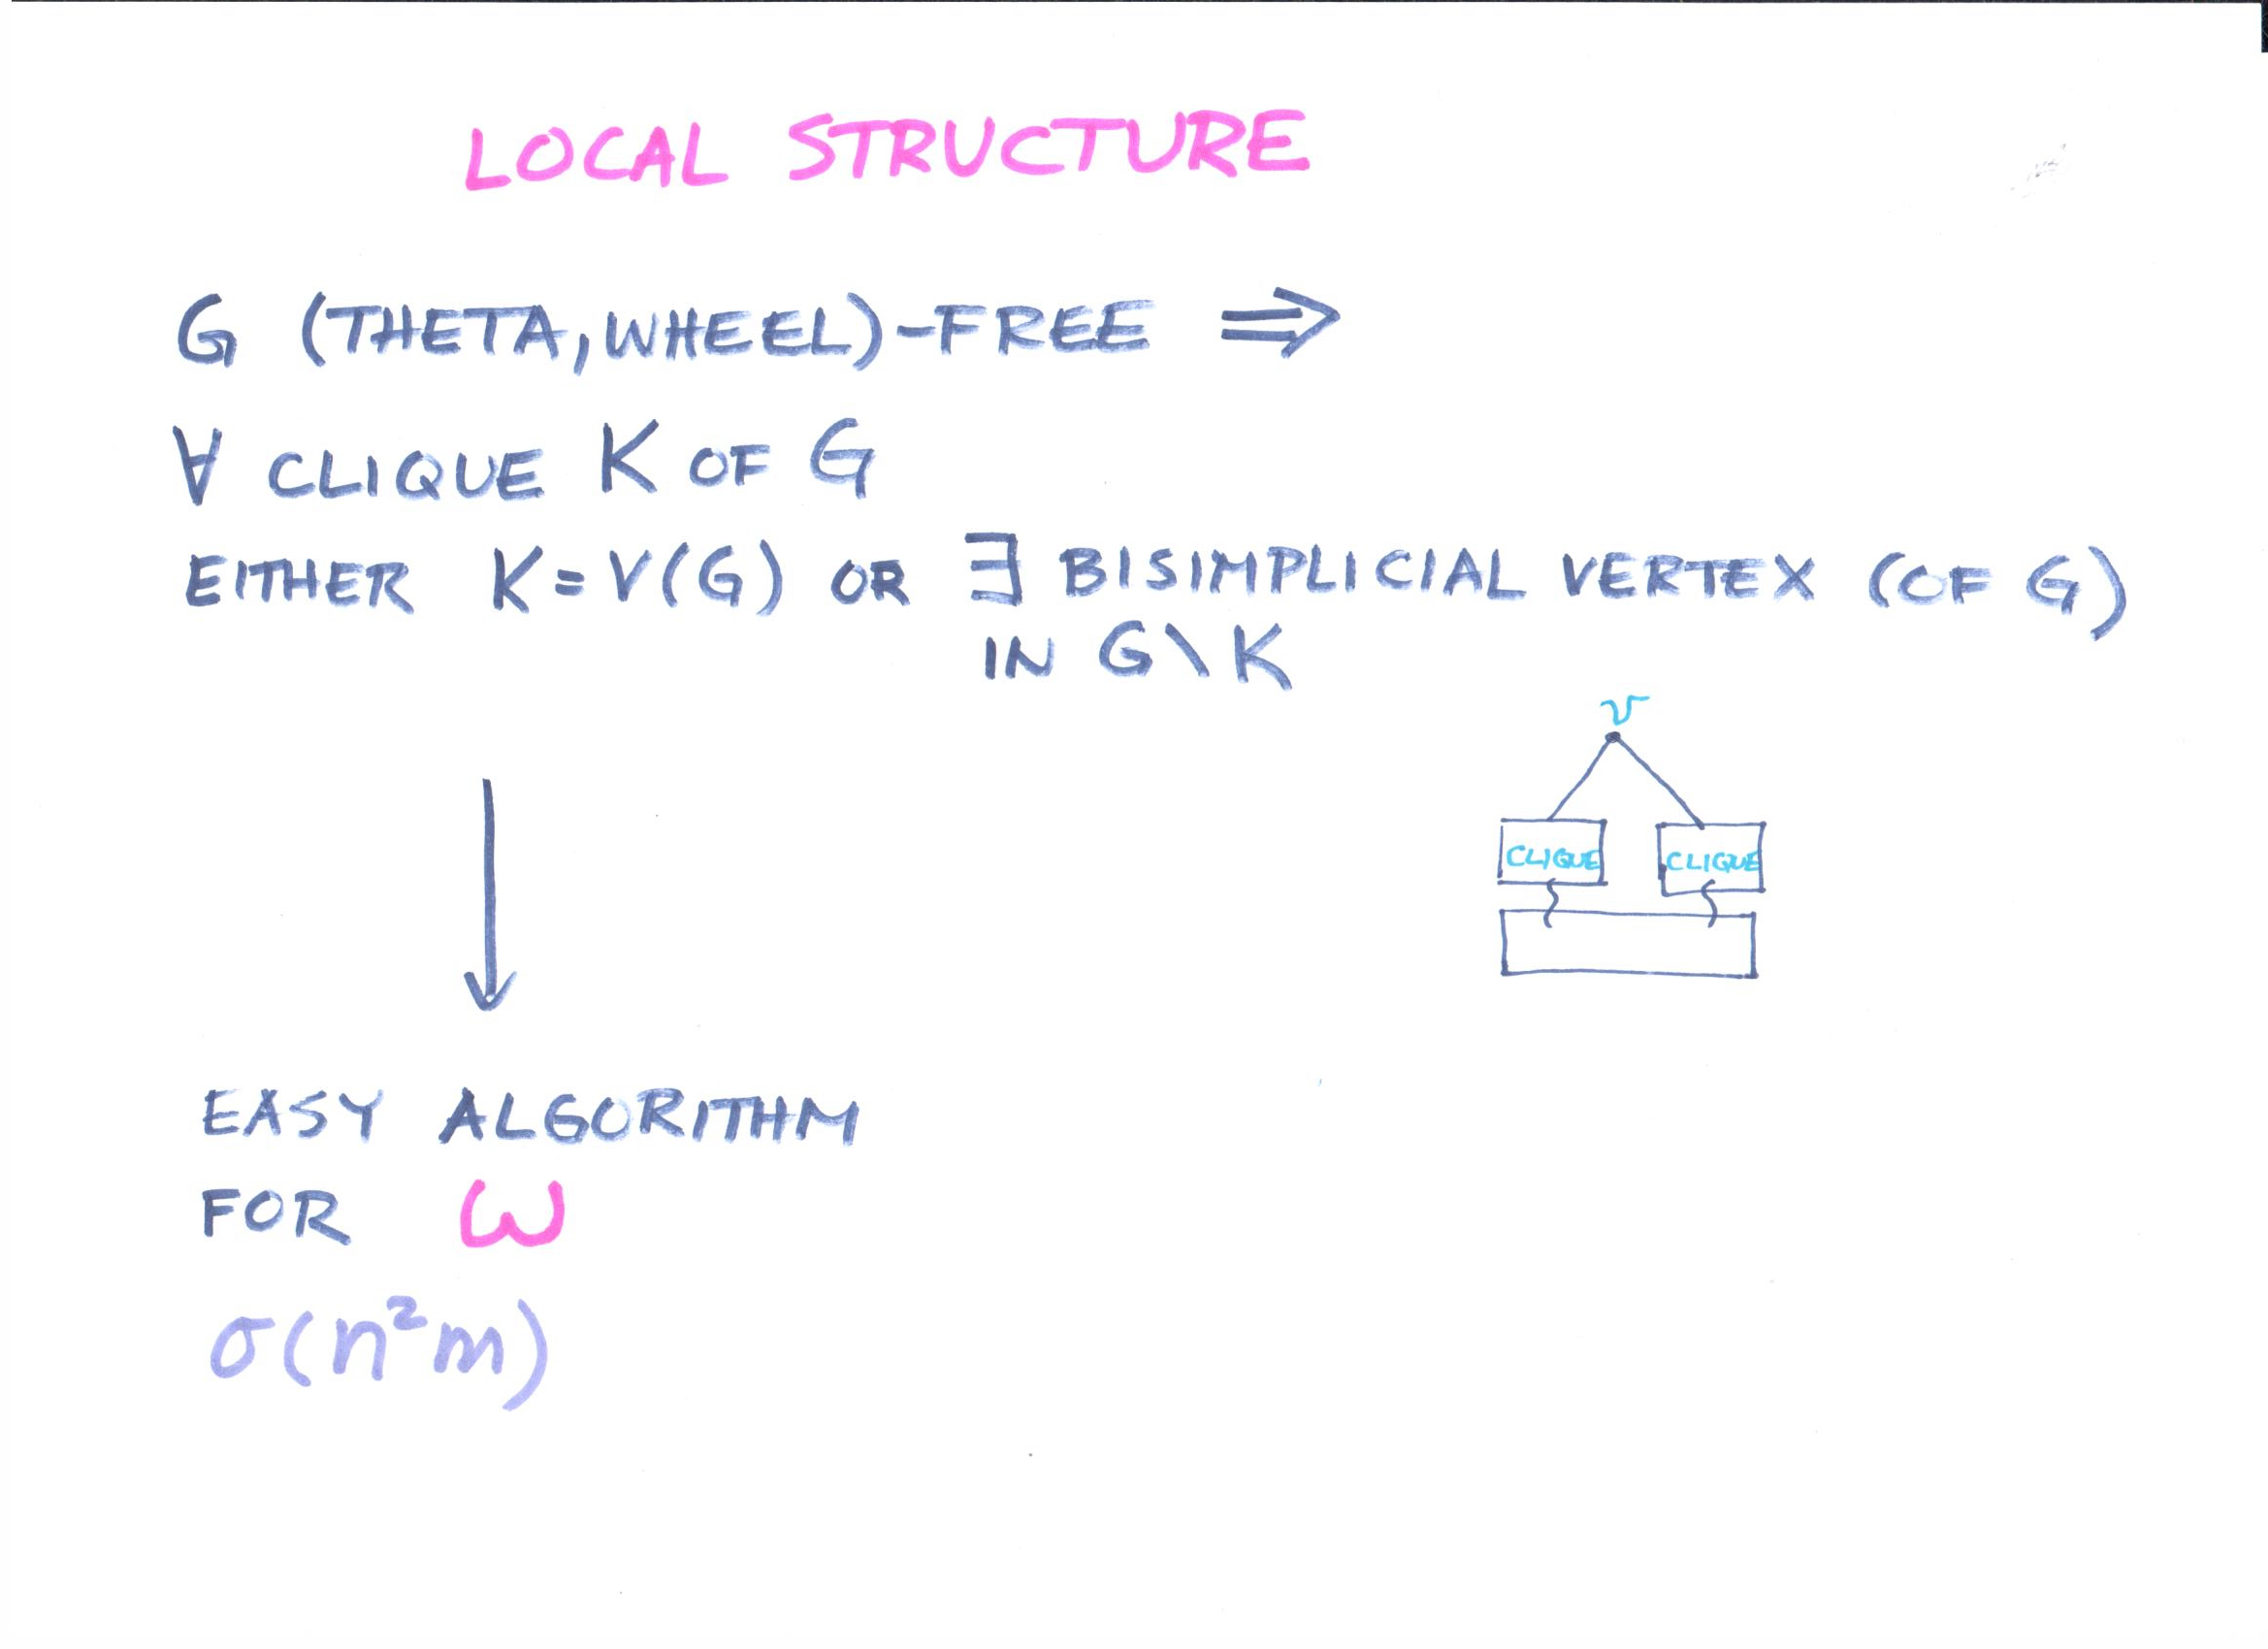 LOCAL STRUCTURE
G (THETA, WHEEL)-FREE ⇒
∀ CLIQUE K OF G
EITHER K = V(G) OR ∃ BISIMPLICIAL VERTEX (OF G)
IN G\K
v
CLIQUE CLIQUE
EASY ALGORITHM
FOR ω
σ(n²m)